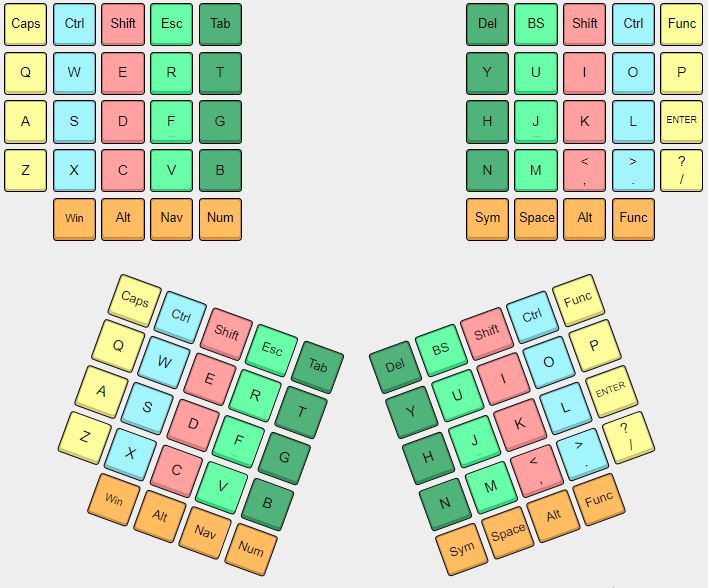 Caps Ctrl Shift Esc Tab Del BS Shift Ctrl Func
Q W E R T Y U I O P
A S D F G H J K L ENTER
Z X C V B N M < , > . ? /
Win Alt Nav Num Sym Space Alt Func
Caps Ctrl Shift Esc Tab Del BS Shift Ctrl Func
Q W E R T Y U I O P
A S D F G H J K L ENTER
Z X C V B N M < , > . ? /
Win Alt Nav Num Sym Space Alt Func